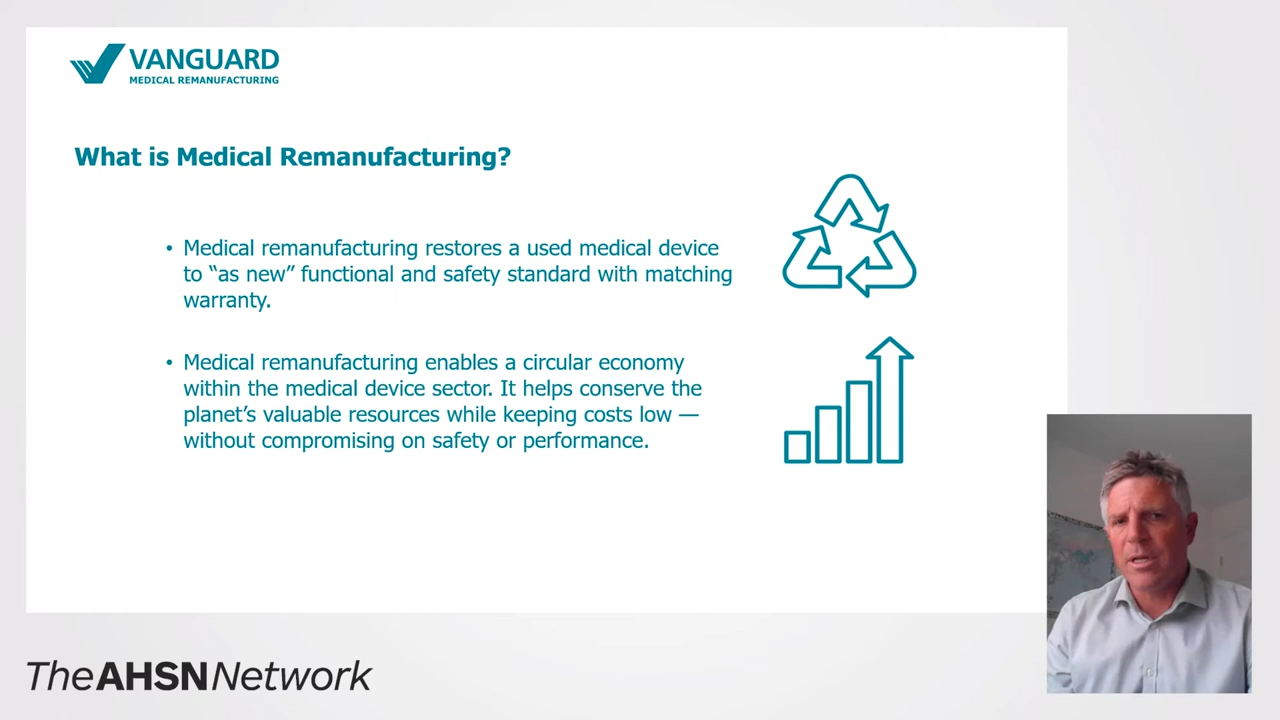 VANGUARD
MEDICAL REMANUFACTURING
What is Medical Remanufacturing?
• Medical remanufacturing restores a used medical device
to “as new” functional and safety standard with matching
warranty.
• Medical remanufacturing enables a circular economy
within the medical device sector. It helps conserve the
planet’s valuable resources while keeping costs low —
without compromising on safety or performance.
TheAHSNNetwork